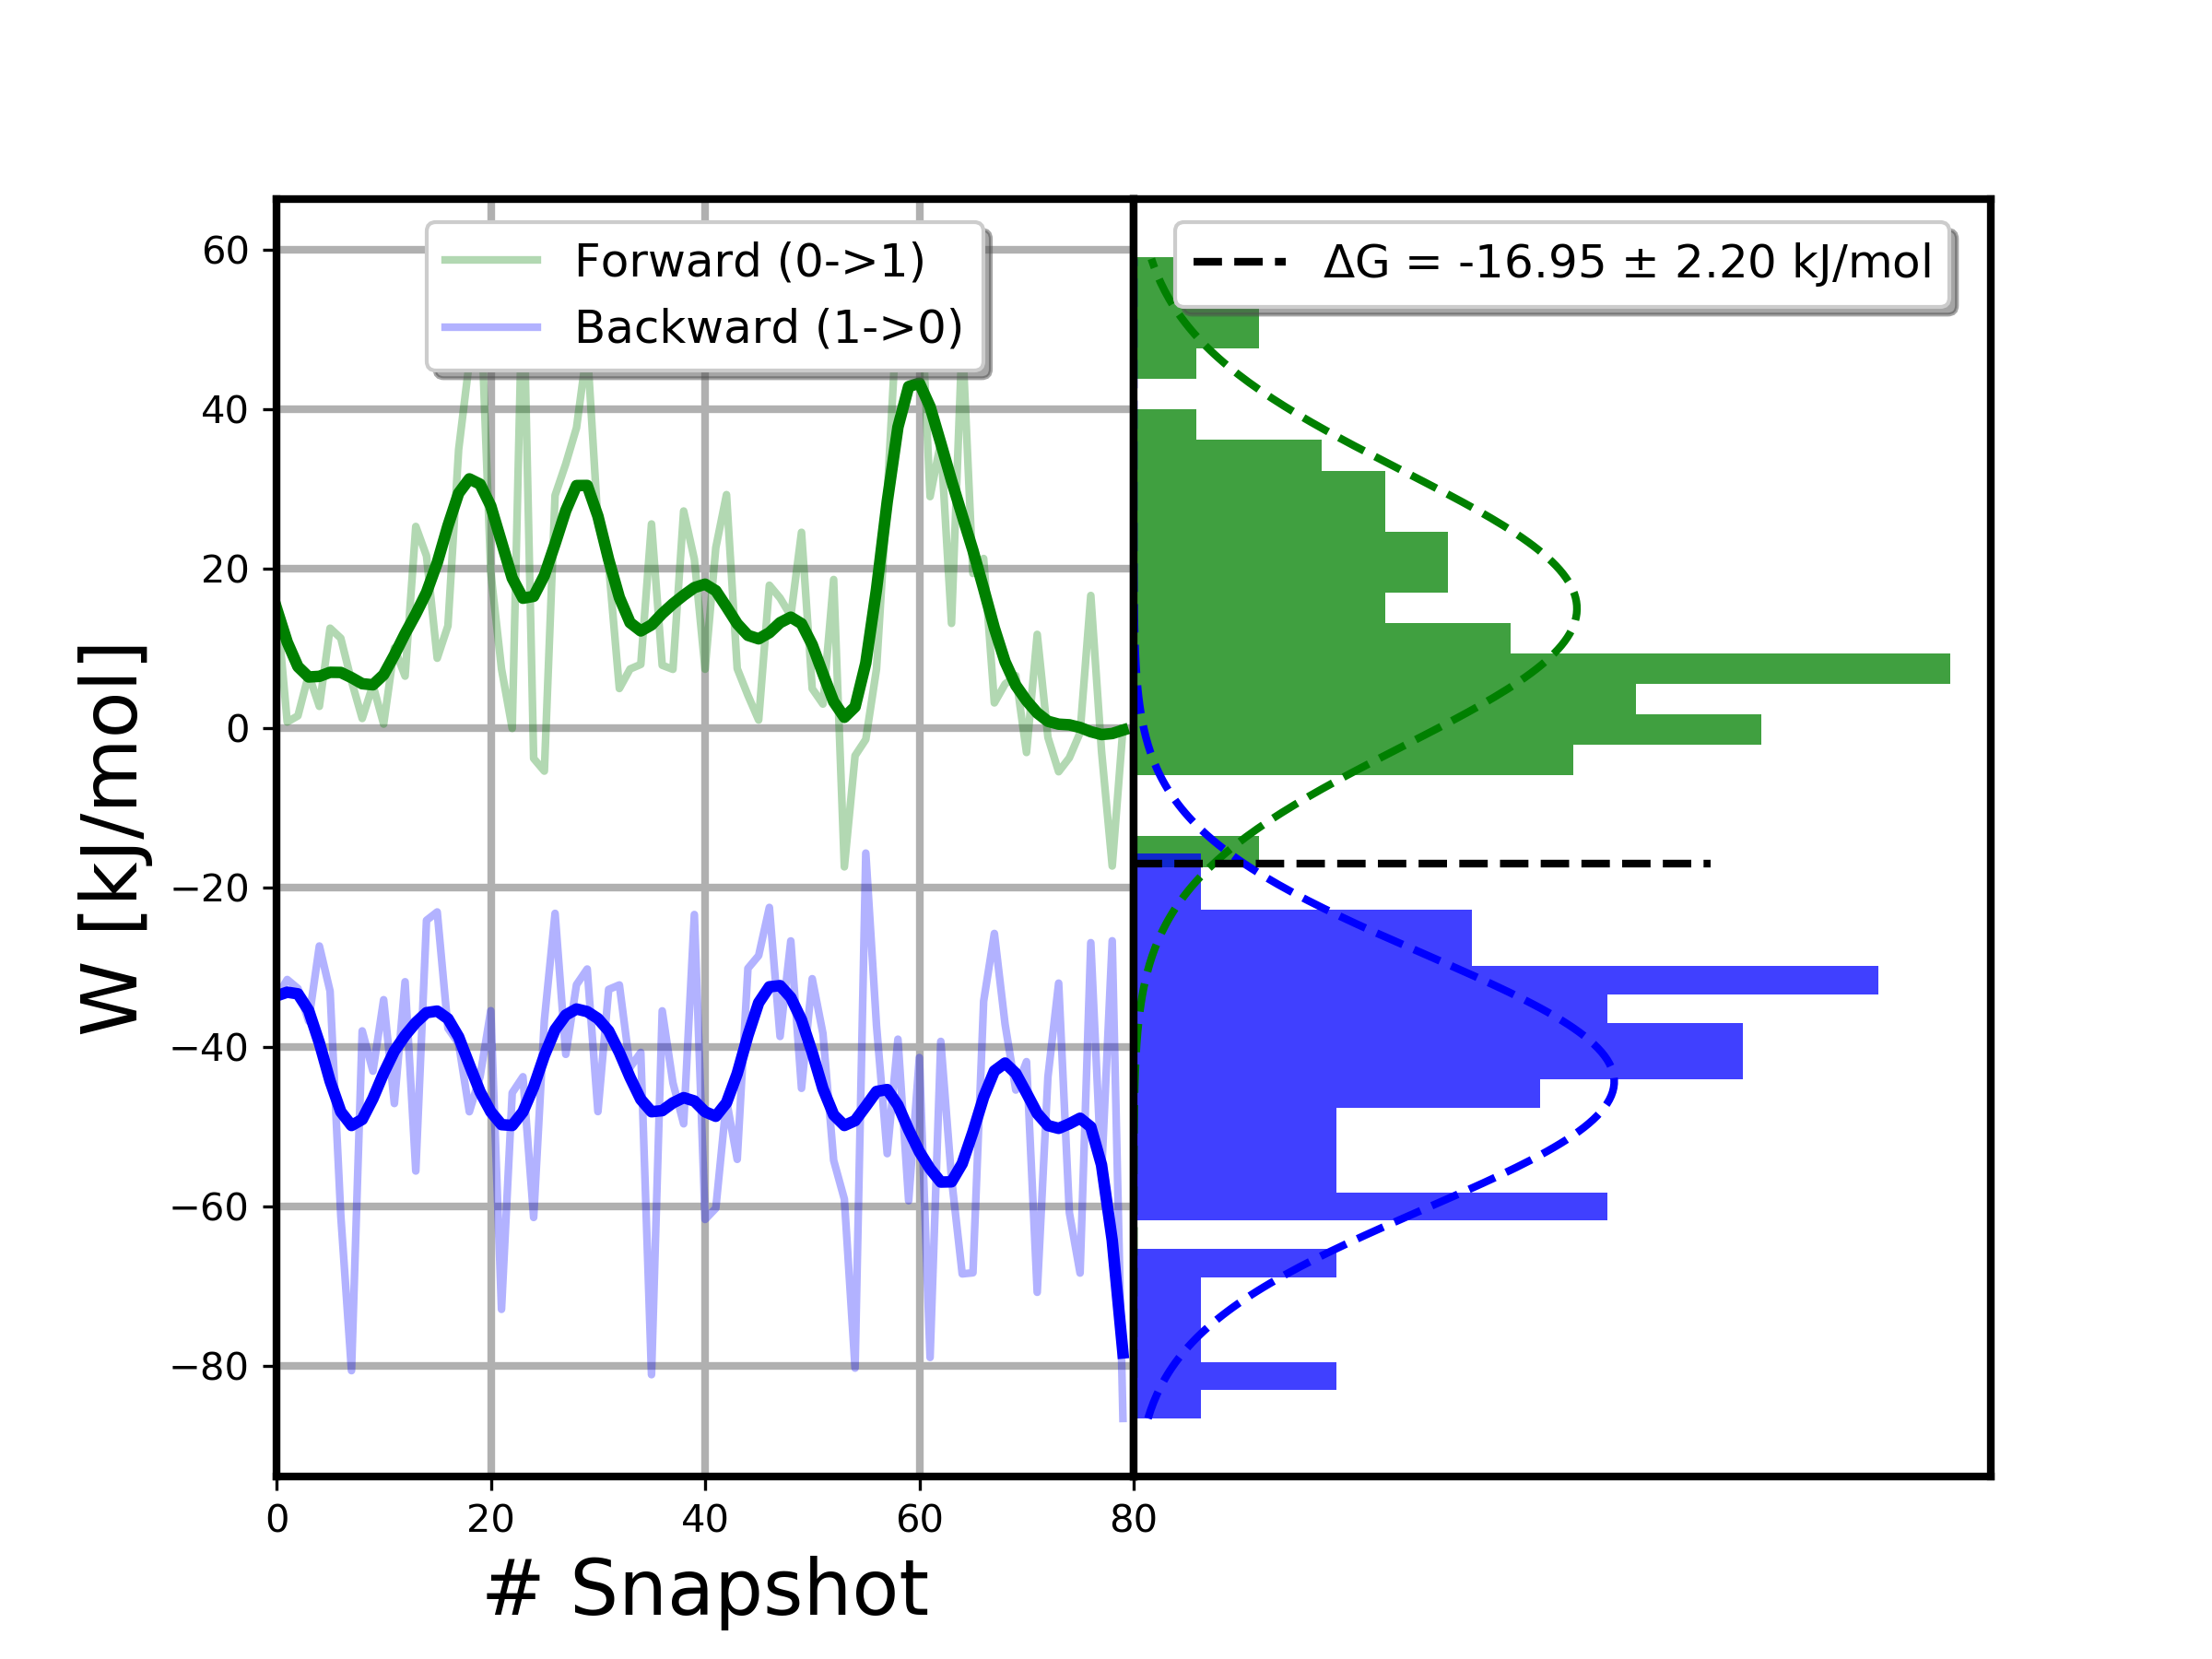 Forward (0->1)
Backward (1->0)
ΔG = -16.95 ± 2.20 kJ/mol
W [kJ/mol]
60
40
20
0
−20
−40
−60
−80
0 20 40 60 80
# Snapshot